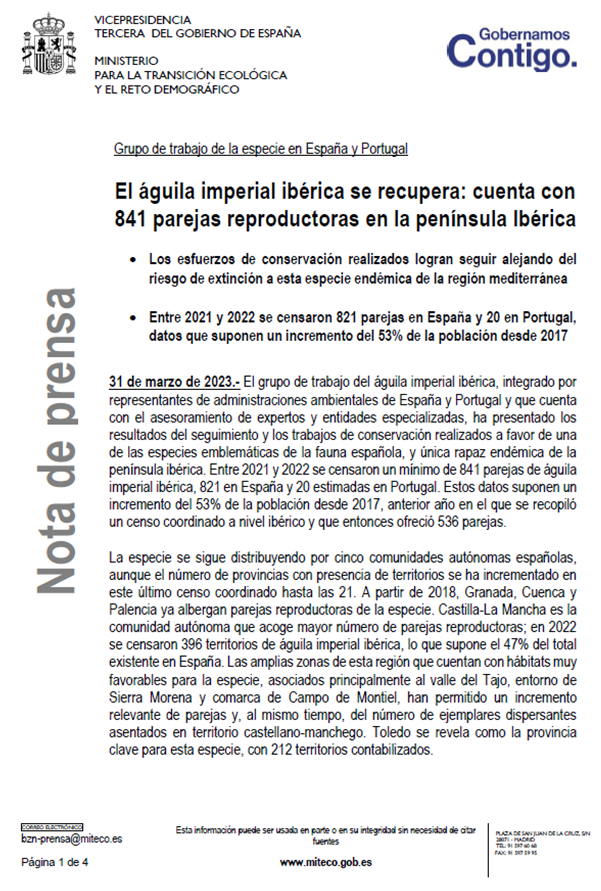 VICEPRESIDENCIA
TERCERA DEL GOBIERNO DE ESPAÑA
MINISTERIO
PARA LA TRANSICIÓN ECOLÓGICA
Y EL RETO DEMOGRÁFICO
Gobernamos
Contigo.
Grupo de trabajo de la especie en España y Portugal
El águila imperial ibérica se recupera: cuenta con
841 parejas reproductoras en la península Ibérica
• Los esfuerzos de conservación realizados logran seguir alejando del
riesgo de extinción a esta especie endémica de la región mediterránea
• Entre 2021 y 2022 se censaron 821 parejas en España y 20 en Portugal,
datos que suponen un incremento del 53% de la población desde 2017
Nota de prensa
31 de marzo de 2023.- El grupo de trabajo del águila imperial ibérica, integrado por
representantes de administraciones ambientales de España y Portugal y que cuenta
con el asesoramiento de expertos y entidades especializadas, ha presentado los
resultados del seguimiento y los trabajos de conservación realizados a favor de una
de las especies emblemáticas de la fauna española, y única rapaz endémica de la
península ibérica. Entre 2021 y 2022 se censaron un mínimo de 841 parejas de águila
imperial ibérica, 821 en España y 20 estimadas en Portugal. Estos datos suponen un
incremento del 53% de la población desde 2017, anterior año en el que se recopiló
un censo coordinado a nivel ibérico y que entonces ofreció 536 parejas.
La especie se sigue distribuyendo por cinco comunidades autónomas españolas,
aunque el número de provincias con presencia de territorios se ha incrementado en
este último censo coordinado hasta las 21. A partir de 2018, Granada, Cuenca y
Palencia ya albergan parejas reproductoras de la especie. Castilla-La Mancha es la
comunidad autónoma que acoge mayor número de parejas reproductoras; en 2022
se censaron 396 territorios de águila imperial ibérica, lo que supone el 47% del total
existente en España. Las amplias zonas de esta región que cuentan con hábitats muy
favorables para la especie, asociados principalmente al valle del Tajo, entorno de
Sierra Morena y comarca de Campo de Montiel, han permitido un incremento
relevante de parejas y, al mismo tiempo, del número de ejemplares dispersantes
asentados en territorio castellano-manchego. Toledo se revela como la provincia
clave para esta especie, con 212 territorios contabilizados.
CORREO ELECTRÓNICO
bzn-prensa@miteco.es
Página 1 de 4
Esta información puede ser usada en parte o en su integridad sin necesidad de citar
fuentes
www.miteco.gob.es
PLAZA DE SAN JUAN DE LA CRUZ, S/N
28071 - MADRID
TEL: 91 597 60 68
FAX: 91 597 59 95